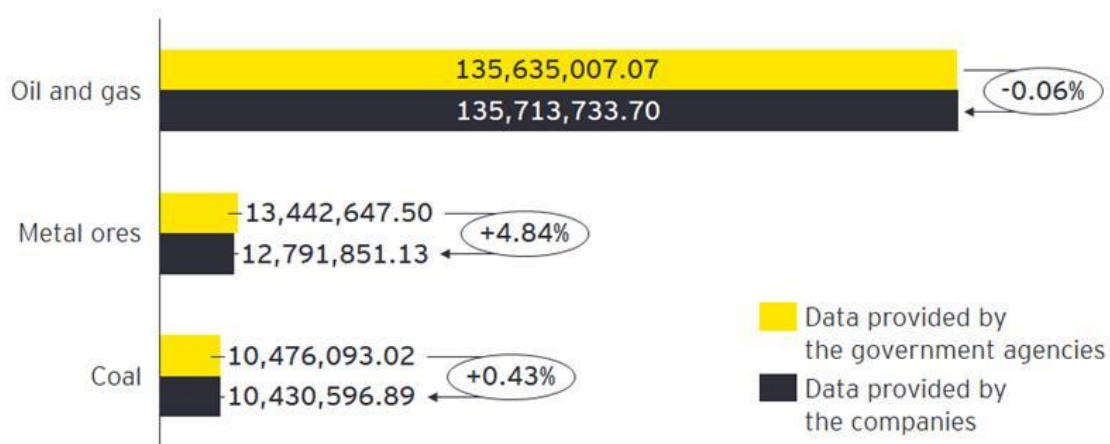 Oil and gas
135,635,007.07
135,713,733.70
-0.06%
Metal ores
13,442,647.50
12,791,851.13
+4.84%
Coal
10,476,093.02
10,430,596.89
+0.43%
Data provided by
the government agencies
Data provided by
the companies